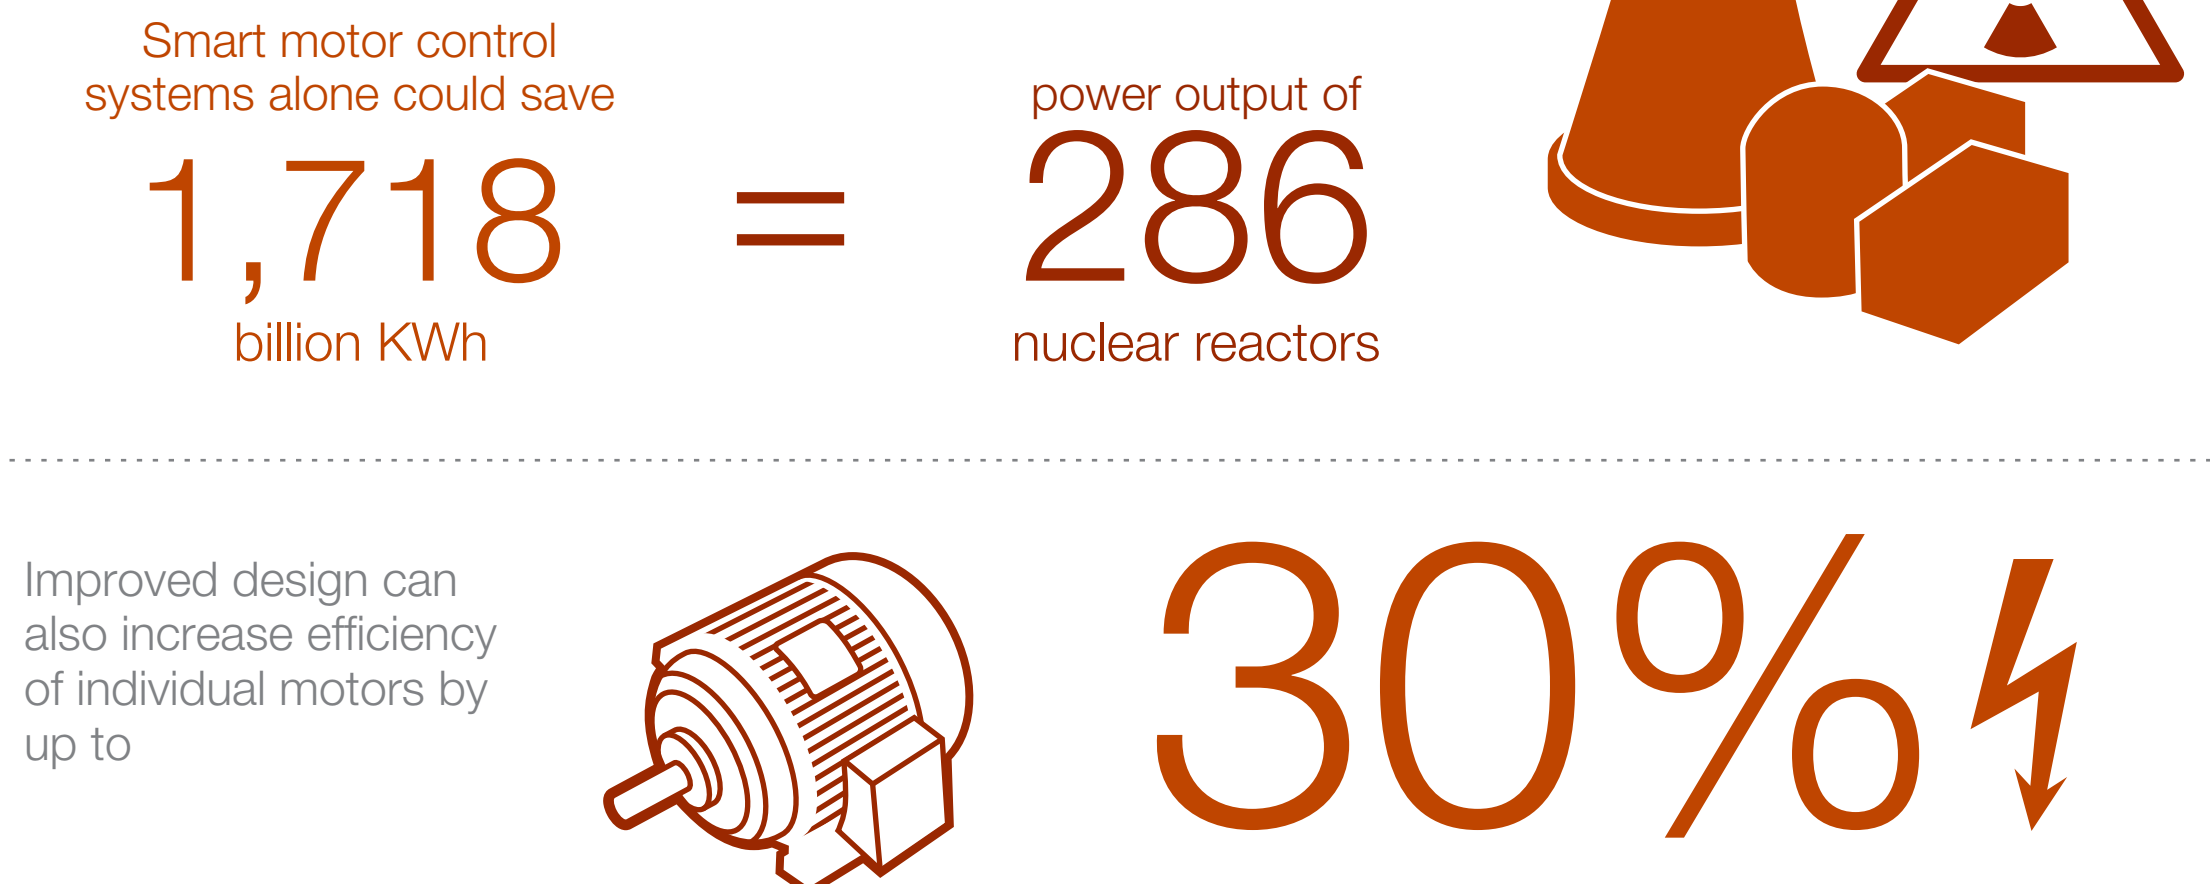 Smart motor control
systems alone could save
1,718
billion KWh
=
power output of
286
nuclear reactors
Improved design can
also increase efficiency
of individual motors by
up to
30%